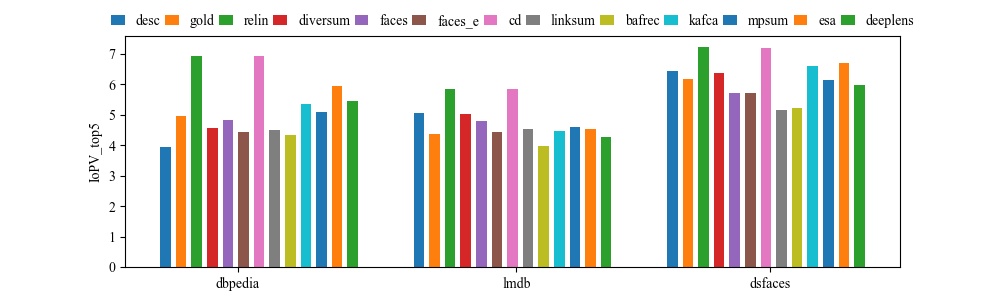 desc gold relin diversum faces faces_e cd linksum bafrec kafca mpsum esa deeplens
7
6
5
4
3
2
1
0
IoPV_top5
dbpedia lmdb dsfaces